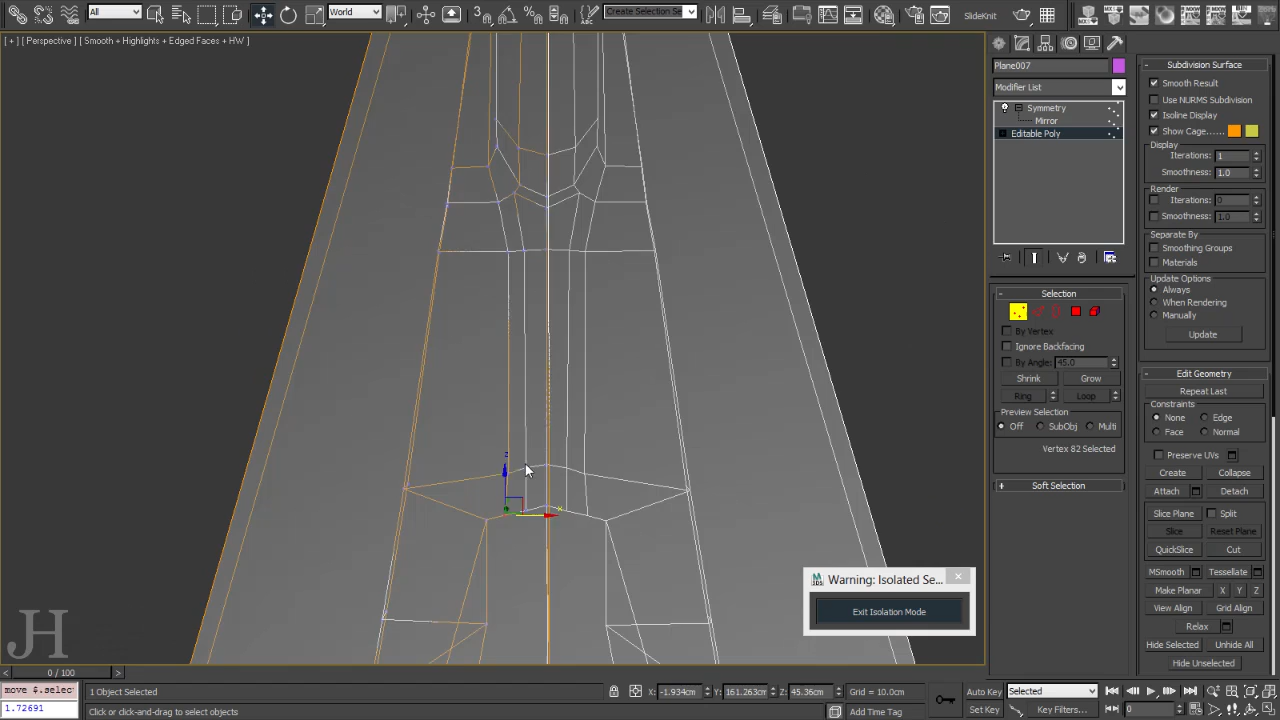 All
World
Create Selection Se
SlideKnit
[ + ] [ Perspective ] [ Smooth + Highlights + Edged Faces + HW ]
Plane007
Modifier List
Symmetry
Mirror
Editable Poly
Selection
By Vertex
Ignore Backfacing
By Angle: 45.0
Shrink
Grow
Ring
Loop
Preview Selection
Off
SubObj
Multi
Vertex 82 Selected
Soft Selection
Subdivision Surface
Smooth Result
Use NURMS Subdivision
Isoline Display
Show Cage......
Display
Iterations: 1
Smoothness: 1.0
Render
Iterations: 0
Smoothness: 1.0
Separate By
Smoothing Groups
Materials
Update Options
Always
When Rendering
Manually
Update
Edit Geometry
Repeat Last
Constraints
None
Edge
Face
Normal
Preserve UVs
Create
Collapse
Attach
Detach
Slice Plane
Split
Slice
Reset Plane
QuickSlice
Cut
MSmooth
Tessellate
Make Planar
X
Y
Z
View Align
Grid Align
Relax
Hide Selected
Unhide All
Hide Unselected
Warning: Isolated Se...
Exit Isolation Mode
JH
0 / 100
move $.selec
1.72691
1 Object Selected
Click or click-and-drag to select objects
X: -1.934cm
Y: 161.263cm
Z: 45.36cm
Grid = 10.0cm
Add Time Tag
Auto Key
Selected
Set Key
Key Filters...
0